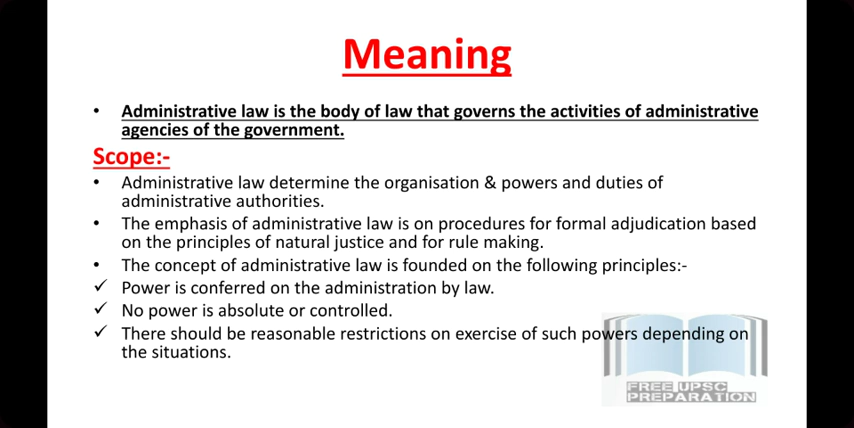 Meaning
• Administrative law is the body of law that governs the activities of administrative
agencies of the government.
Scope:-
• Administrative law determine the organisation & powers and duties of
administrative authorities.
• The emphasis of administrative law is on procedures for formal adjudication based
on the principles of natural justice and for rule making.
• The concept of administrative law is founded on the following principles:-
✓ Power is conferred on the administration by law.
✓ No power is absolute or controlled.
✓ There should be reasonable restrictions on exercise of such powers depending on
the situations.
FREE UPSC
PREPARATION